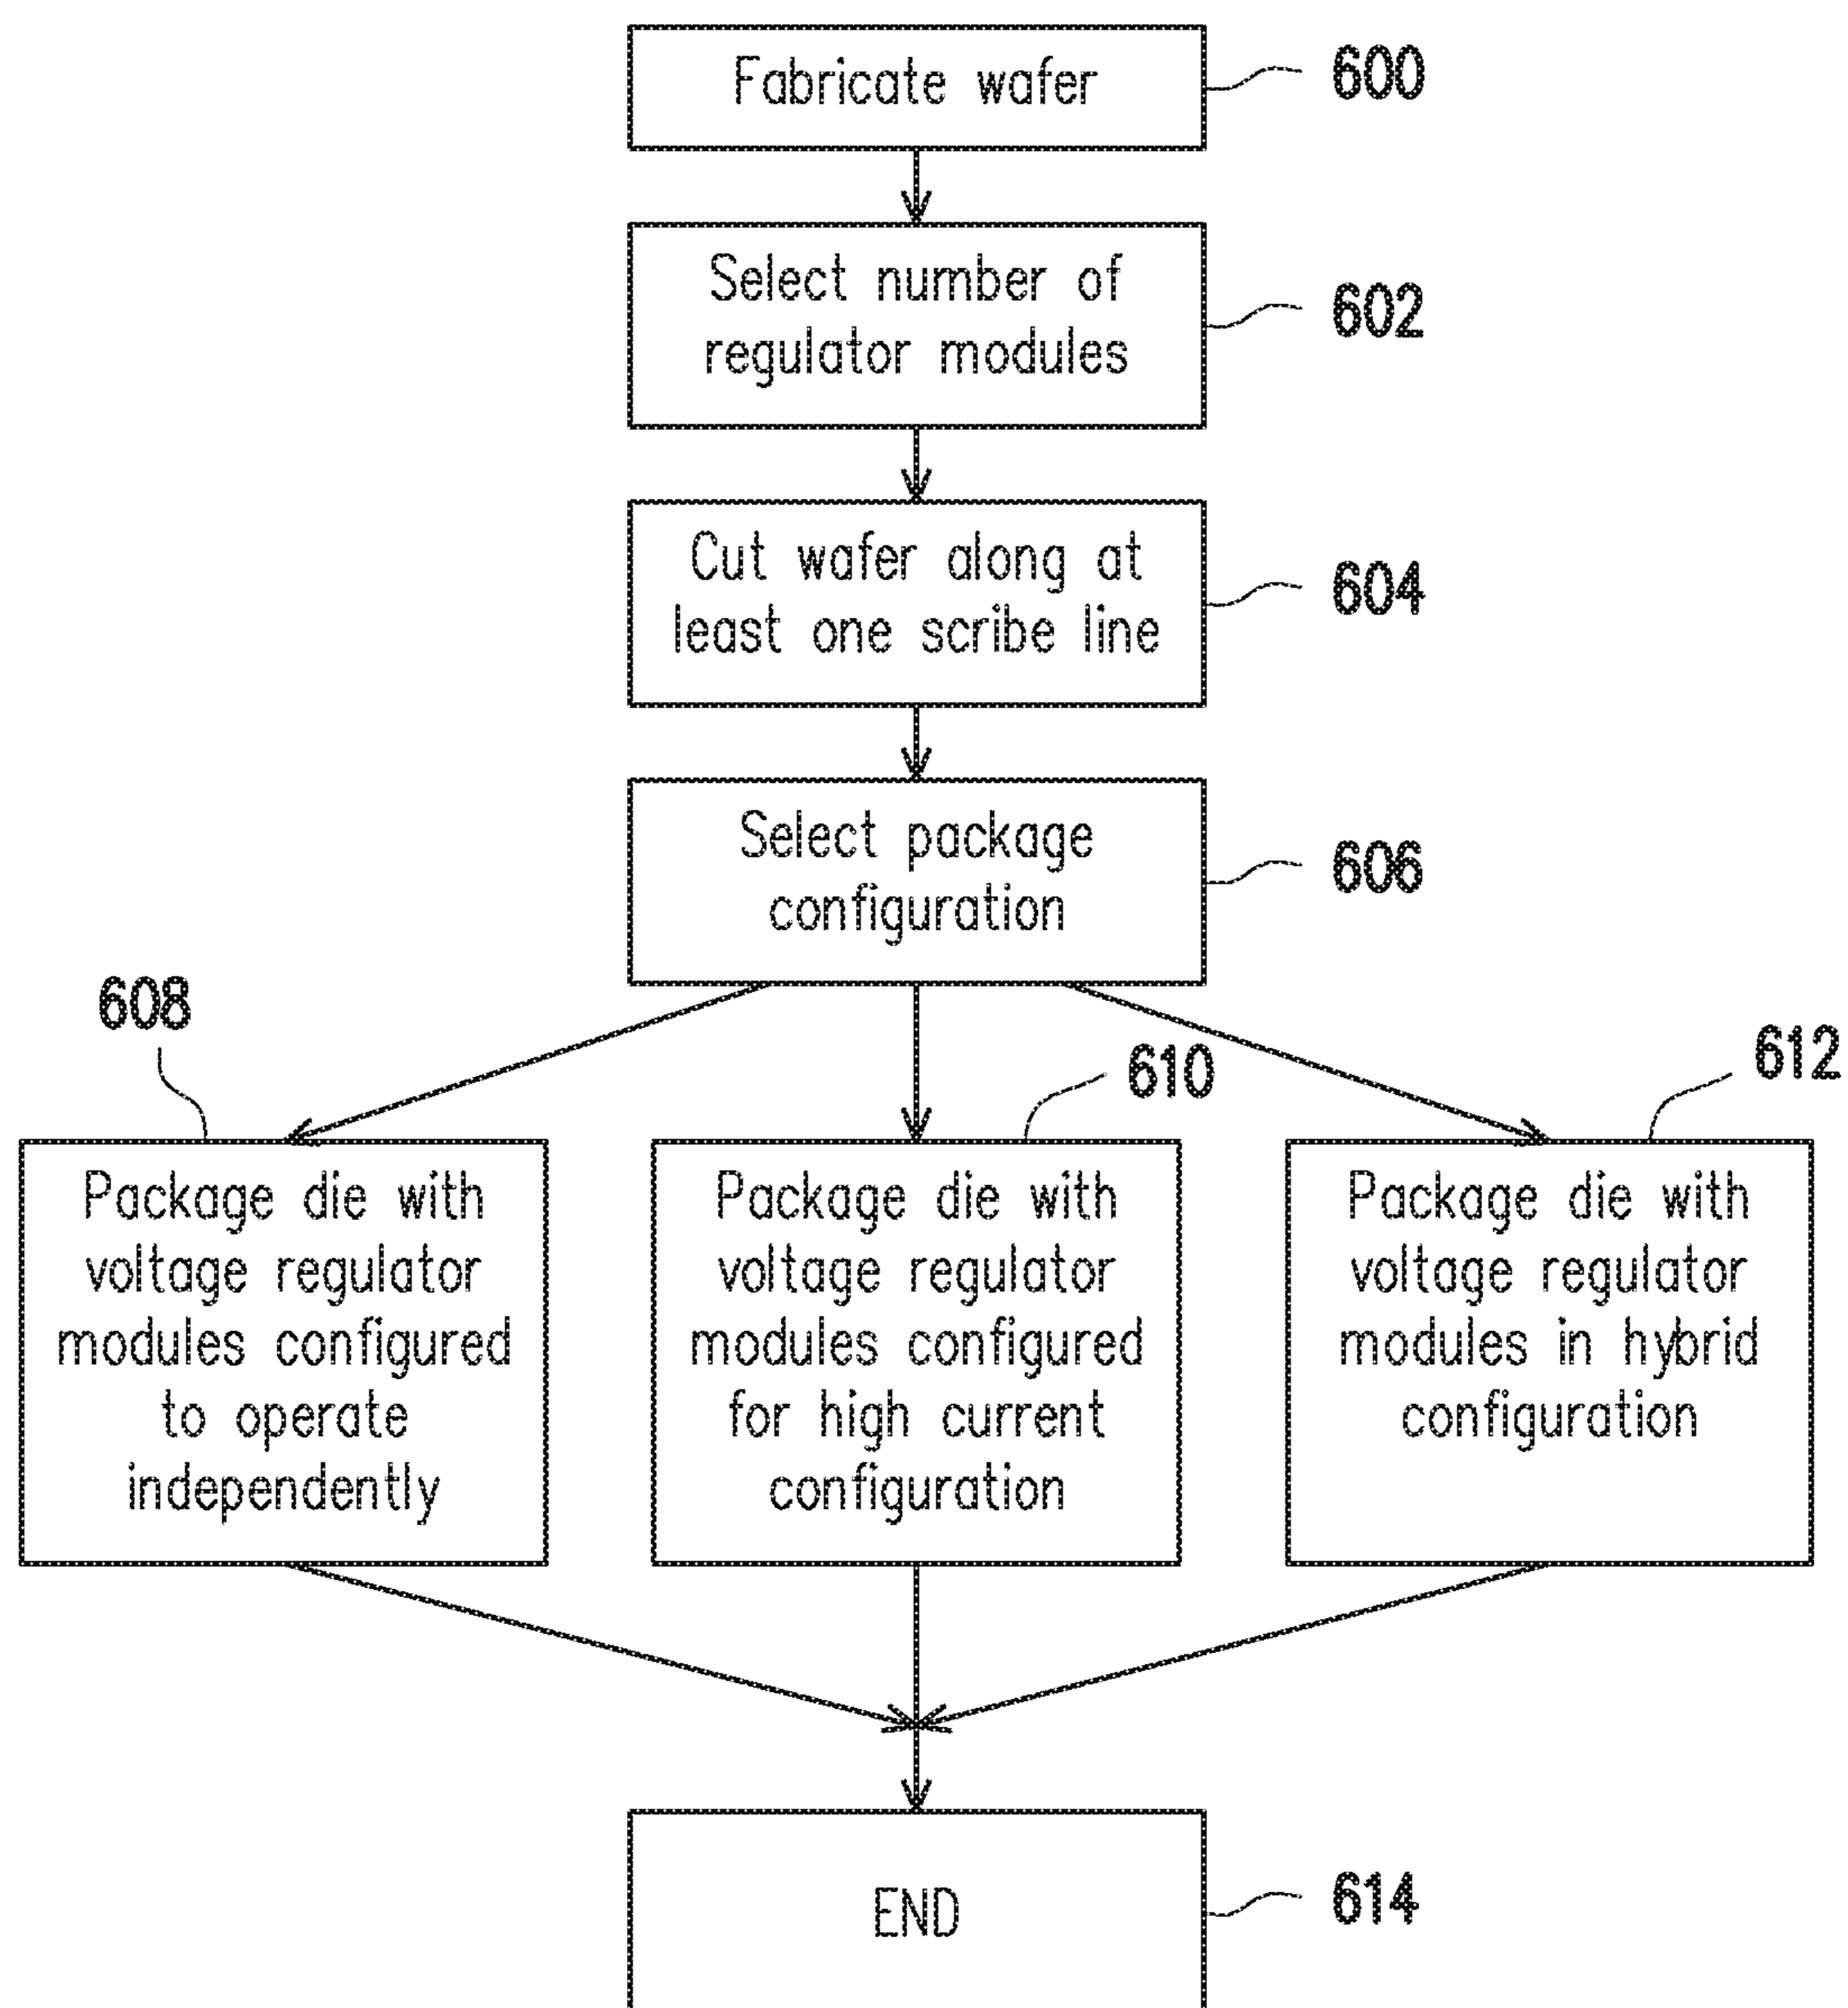 Fabricate wafer
600
Select number of
regulator modules
602
Cut wafer along at
least one scribe line
604
Select package
configuration
606
608
Package die with
voltage regulator
modules configured
to operate
independently
610
Package die with
voltage regulator
modules configured
for high current
configuration
612
Package die with
voltage regulator
modules in hybrid
configuration
END
614